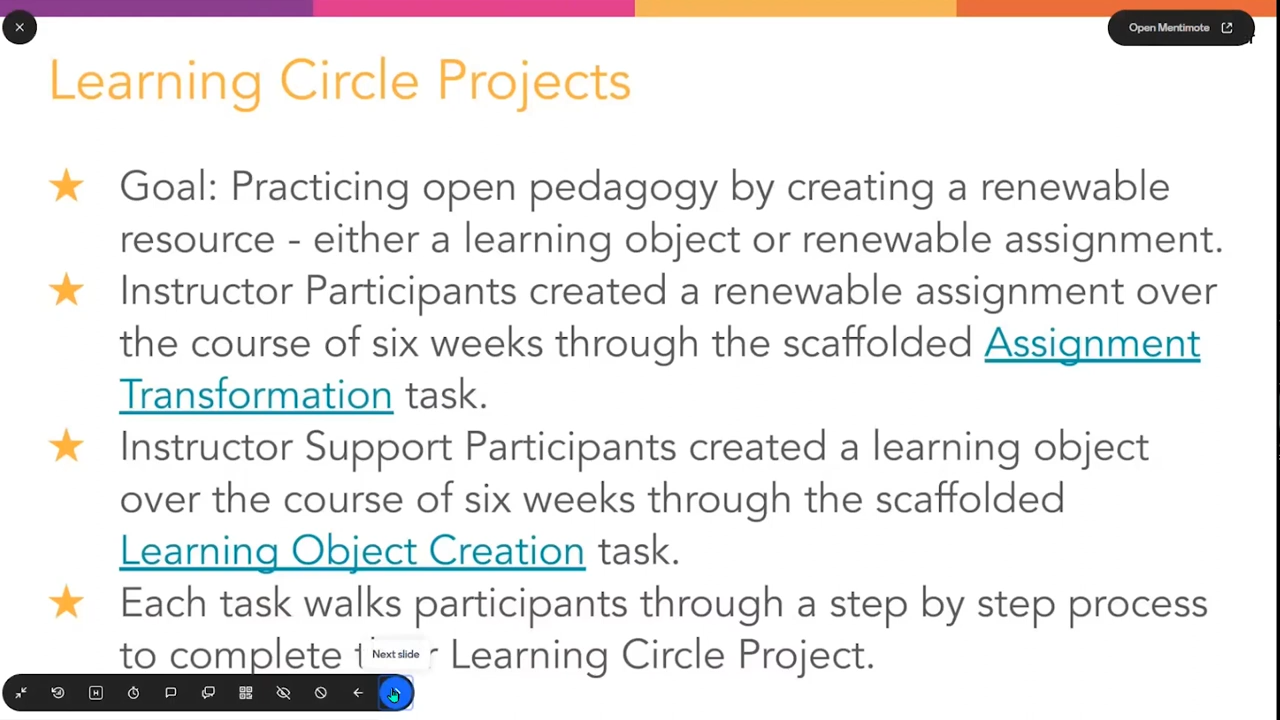 Open Mentimote
Learning Circle Projects
Goal: Practicing open pedagogy by creating a renewable
resource - either a learning object or renewable assignment.
Instructor Participants created a renewable assignment over
the course of six weeks through the scaffolded Assignment
Transformation task.
Instructor Support Participants created a learning object
over the course of six weeks through the scaffolded
Learning Object Creation task.
Each task walks participants through a step by step process
to complete Learning Circle Project.
Next slide